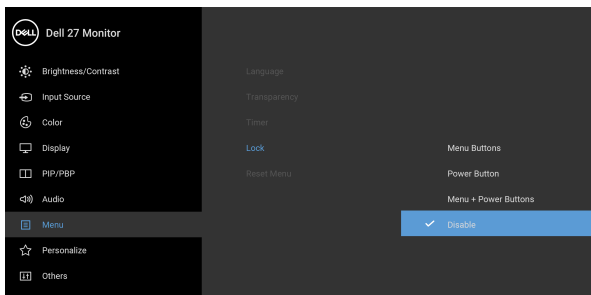 DELL
Dell 27 Monitor
Brightness/Contrast
Input Source
Color
Display
PIP/PBP
Audio
Menu
Personalize
Others
Language
Transparency
Timer
Lock
Reset Menu
Menu Buttons
Power Button
Menu + Power Buttons
Disable